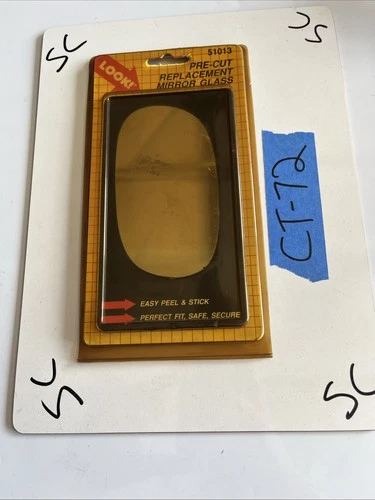 SC
SC
LOOK!
51013
PRE-CUT
REPLACEMENT
MIRROR GLASS
CT-72
EASY PEEL & STICK
PERFECT FIT, SAFE, SECURE
SC
SC